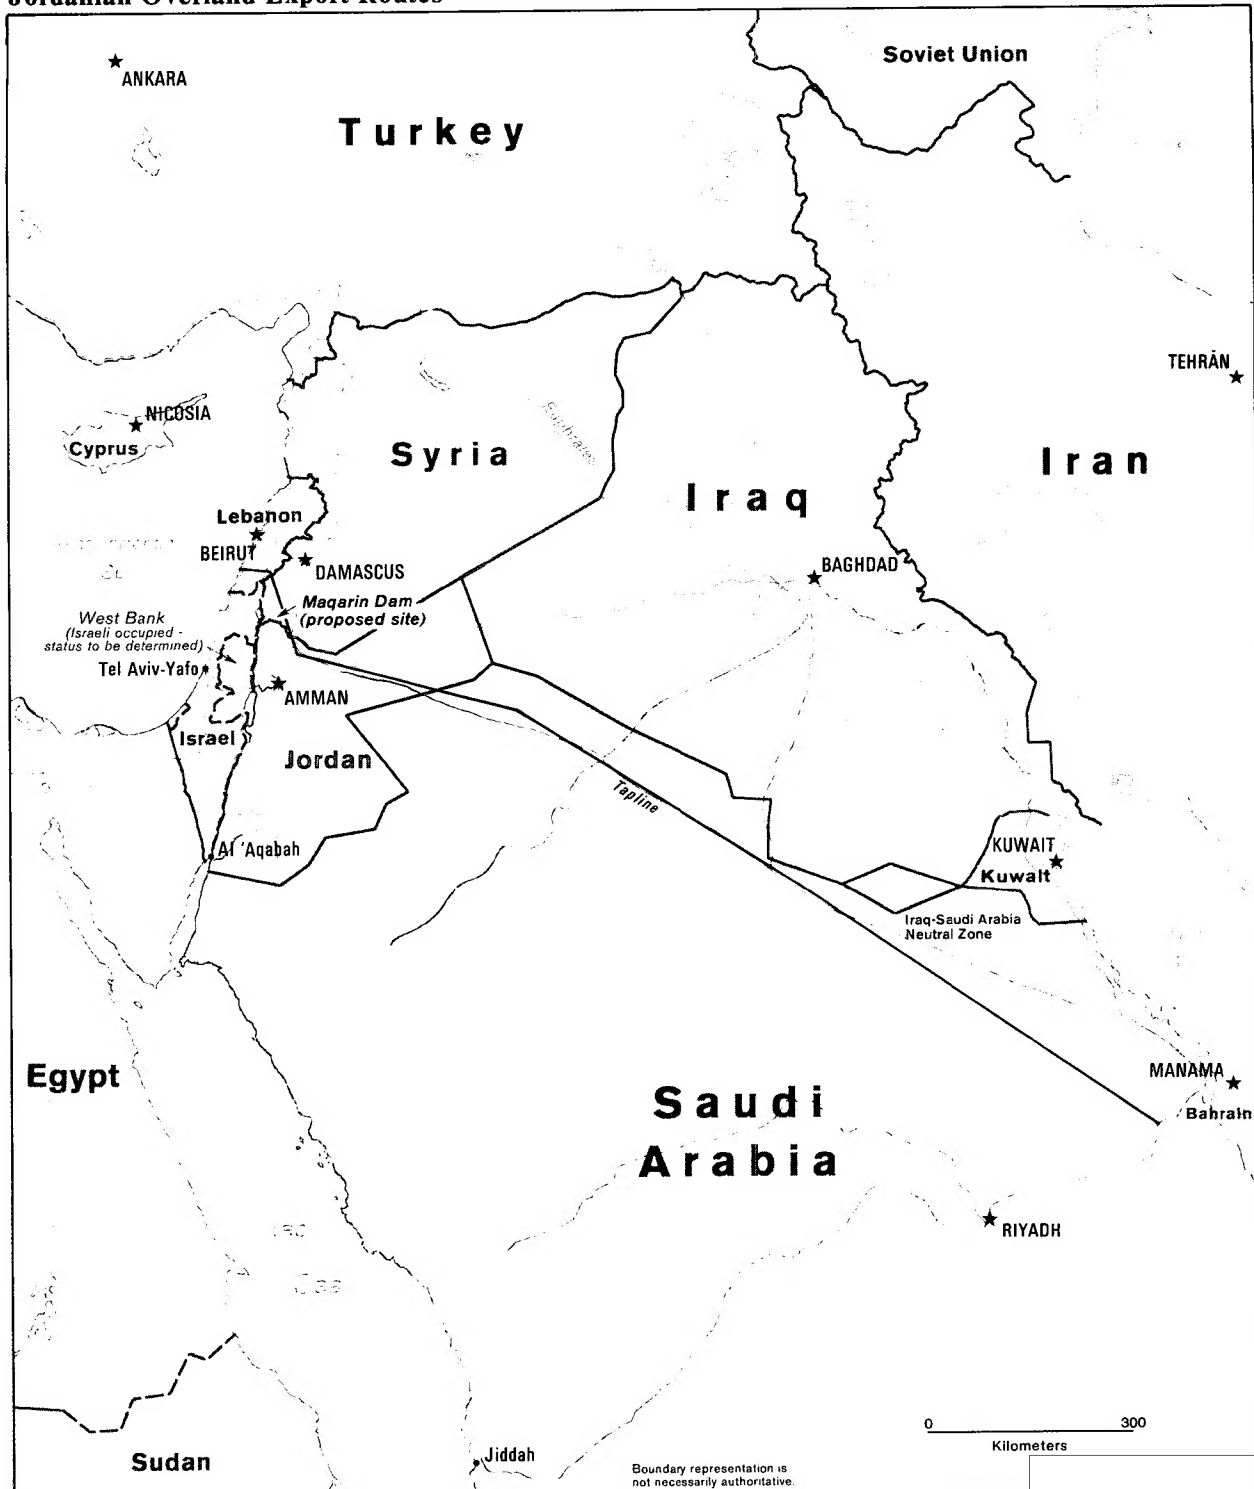 Jordanian Overland Export Routes
Soviet Union
ANKARA
Turkey
TEHRĀN
NICOSIA
Cyprus
Euphrates
Syria
Iran
Iraq
Lebanon
BEIRUT
DAMASCUS
BAGHDAD
Maqarin Dam
(proposed site)
West Bank
(Israeli occupied -
status to be determined)
Tel Aviv-Yafo
AMMAN
Israel
Jordan
Tapline
Al 'Aqabah
KUWAIT
Kuwait
Iraq-Saudi Arabia
Neutral Zone
Egypt
MANAMA
Bahrain
Saudi
Arabia
RIYADH
0 300
Kilometers
Sudan
Jiddah
Boundary representation is
not necessarily authoritative.